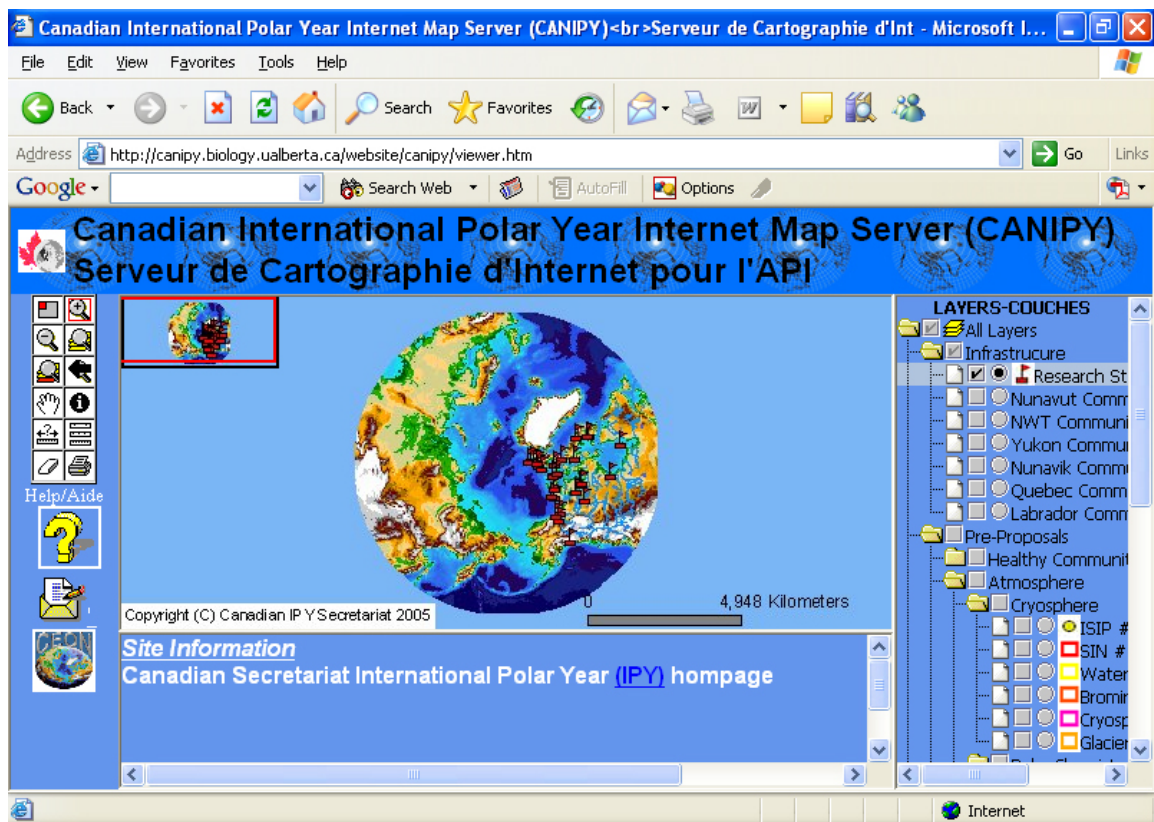 Canadian International Polar Year Internet Map Server (CANIPY)<br>Serveur de Cartographie d'Int - Microsoft I...
File Edit View Favorites Tools Help
Back Search Favorites
Address http://canipy.biology.ualberta.ca/website/canipy/viewer.htm Go Links
Google Search Web AutoFill Options
Canadian International Polar Year Internet Map Server (CANIPY)
Serveur de Cartographie d'Internet pour l'API
LAYERS-COUCHES
All Layers
Infrastrucure
Research St
Nunavut Comm
NWT Communi
Yukon Commu
Nunavik Comm
Quebec Comm
Labrador Comm
Pre-Proposals
Healthy Communit
Atmosphere
Cryosphere
ISIP #
SIN #
Water
Bromin
Cryosp
Glacier
Help/Aide
CEON
0 4,948 Kilometers
Copyright (C) Canadian IPY Secretariat 2005
Site Information
Canadian Secretariat International Polar Year (IPY) hompage
Internet